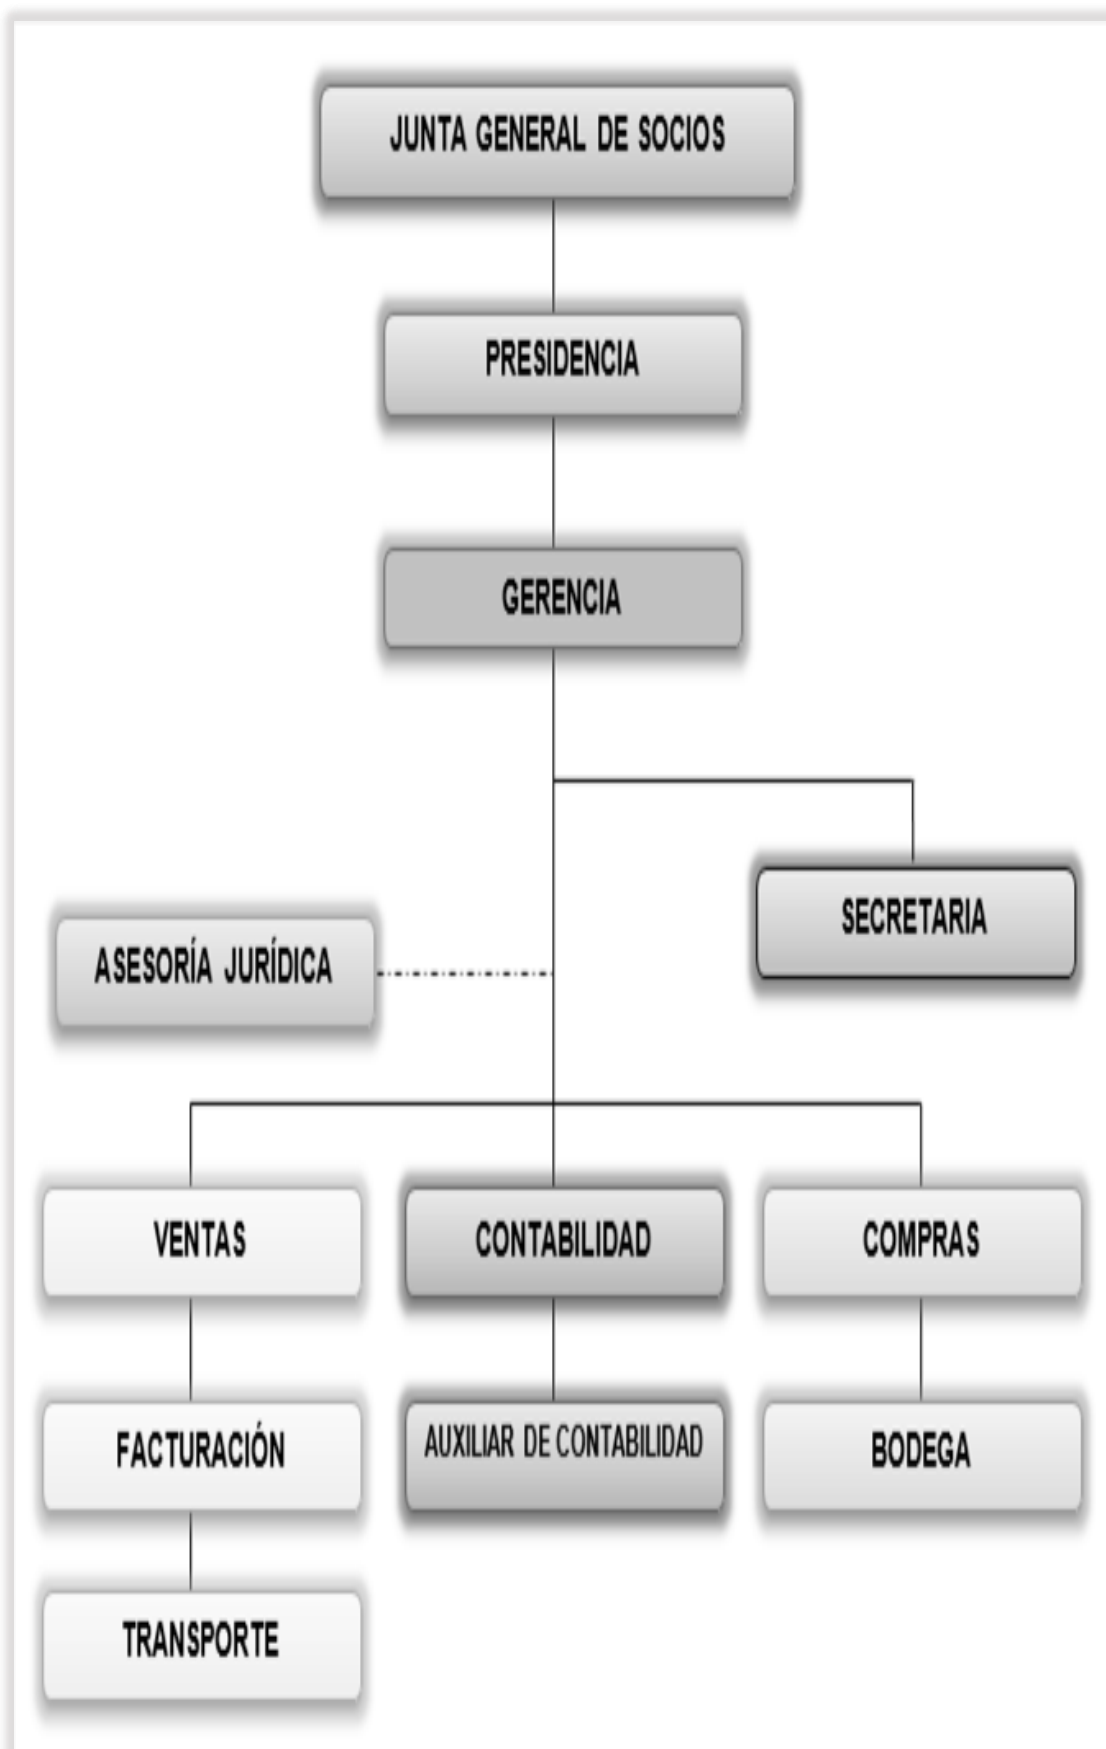 JUNTA GENERAL DE SOCIOS
PRESIDENCIA
GERENCIA
SECRETARIA
ASESORÍA JURÍDICA
VENTAS
CONTABILIDAD
COMPRAS
FACTURACIÓN
AUXILIAR DE CONTABILIDAD
BODEGA
TRANSPORTE